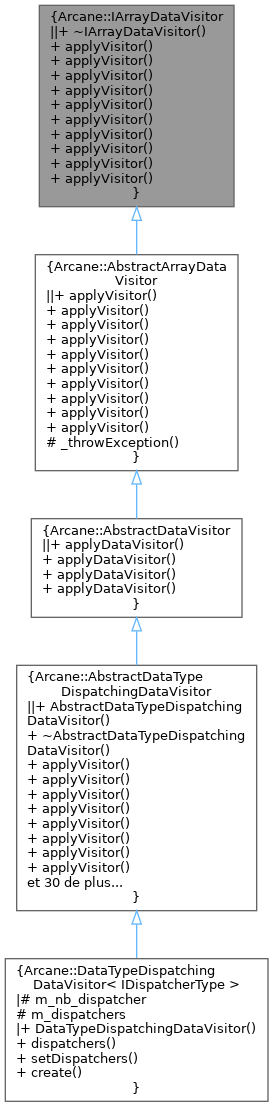 {Arcane::IArrayDataVisitor
||+ ~IArrayDataVisitor()
+ applyVisitor()
+ applyVisitor()
+ applyVisitor()
+ applyVisitor()
+ applyVisitor()
+ applyVisitor()
+ applyVisitor()
+ applyVisitor()
+ applyVisitor()
+ applyVisitor()
}
{Arcane::AbstractArrayData
Visitor
||+ applyVisitor()
+ applyVisitor()
+ applyVisitor()
+ applyVisitor()
+ applyVisitor()
+ applyVisitor()
+ applyVisitor()
+ applyVisitor()
+ applyVisitor()
+ applyVisitor()
# _throwException()
}
{Arcane::AbstractDataVisitor
||+ applyDataVisitor()
+ applyDataVisitor()
+ applyDataVisitor()
+ applyDataVisitor()
}
{Arcane::AbstractDataType
DispatchingDataVisitor
||+ AbstractDataTypeDispatching
DataVisitor()
+ ~AbstractDataTypeDispatching
DataVisitor()
+ applyVisitor()
+ applyVisitor()
+ applyVisitor()
+ applyVisitor()
+ applyVisitor()
+ applyVisitor()
+ applyVisitor()
+ applyVisitor()
et 30 de plus...
}
{Arcane::DataTypeDispatching
DataVisitor< IDispatcherType >
|# m_nb_dispatcher
# m_dispatchers
|+ DataTypeDispatchingDataVisitor()
+ dispatchers()
+ setDispatchers()
+ create()
}